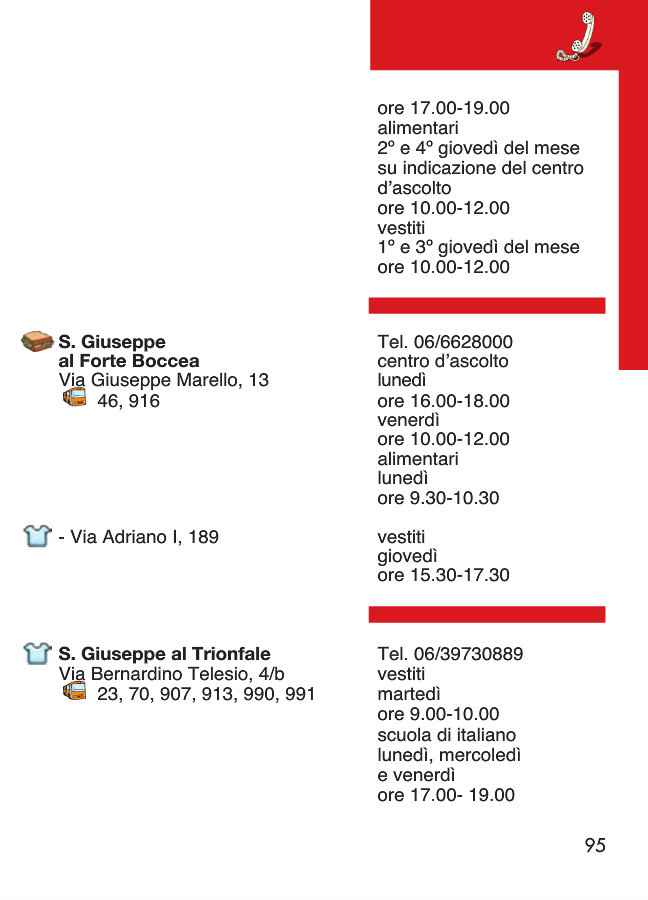 ore 17.00-19.00
alimentari
2º e 4º giovedì del mese
su indicazione del centro
d’ascolto
ore 10.00-12.00
vestiti
1º e 3º giovedì del mese
ore 10.00-12.00
S. Giuseppe
al Forte Boccea
Via Giuseppe Marello, 13
46, 916
Tel. 06/6628000
centro d’ascolto
lunedì
ore 16.00-18.00
venerdì
ore 10.00-12.00
alimentari
lunedì
ore 9.30-10.30
- Via Adriano I, 189
vestiti
giovedì
ore 15.30-17.30
S. Giuseppe al Trionfale
Via Bernardino Telesio, 4/b
23, 70, 907, 913, 990, 991
Tel. 06/39730889
vestiti
martedì
ore 9.00-10.00
scuola di italiano
lunedì, mercoledì
e venerdì
ore 17.00- 19.00
95